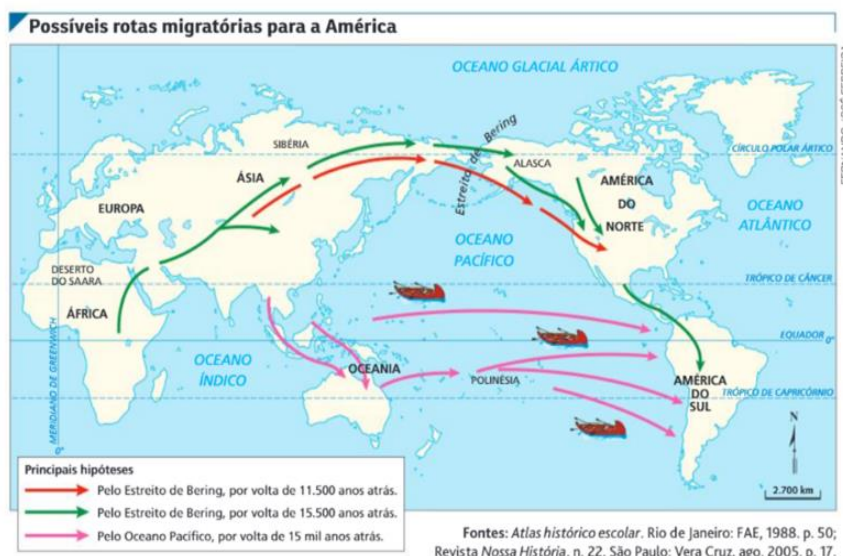 Possíveis rotas migratórias para a América
OCEANO GLACIAL ÁRTICO
Estreito de Bering
SIBÉRIA
ALASCA
CÍRCULO POLAR ÁRTICO
ÁSIA
AMÉRICA
DO
NORTE
EUROPA
OCEANO
ATLÂNTICO
OCEANO
PACÍFICO
DESERTO
DO SAARA
TRÓPICO DE CÂNCER
ÁFRICA
MERIDIANO DE GREENWICH
EQUADOR
0°
OCEANO
ÍNDICO
OCEANIA
POLINÉSIA
AMÉRICA
DO
SUL
TRÓPICO DE CAPRICÓRNIO
N
0°
2.700 km
Principais hipóteses
Pelo Estreito de Bering, por volta de 11.500 anos atrás.
Pelo Estreito de Bering, por volta de 15.500 anos atrás.
Pelo Oceano Pacífico, por volta de 15 mil anos atrás.
Fontes: Atlas histórico escolar. Rio de Janeiro: FAE, 1988. p. 50;
Revista Nossa História, n. 22. São Paulo: Vera Cruz, ago. 2005. p. 17.